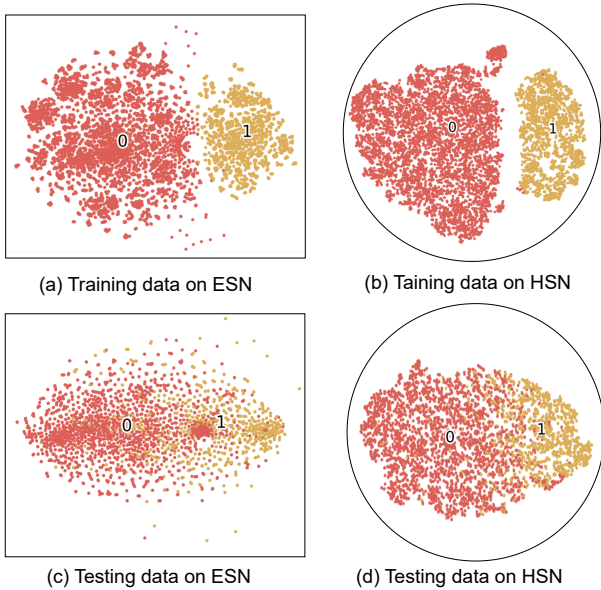 0
1
0
1
(a) Training data on ESN
(b) Taining data on HSN
0
1
0
1
(c) Testing data on ESN
(d) Testing data on HSN